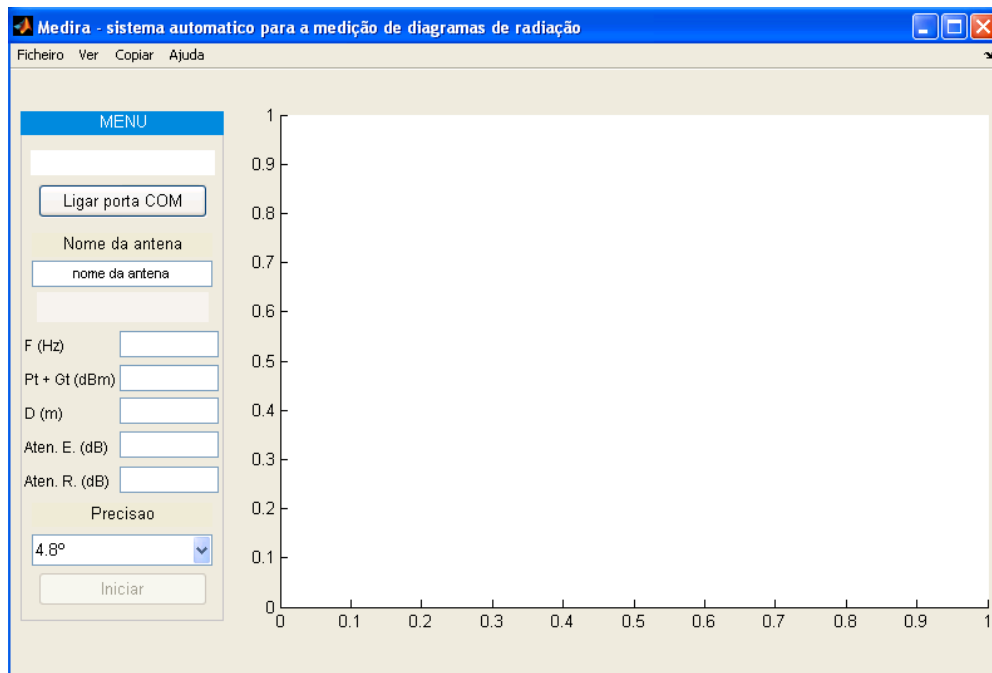 Medira - sistema automatico para a medição de diagramas de radiação
Ficheiro Ver Copiar Ajuda
MENU
Ligar porta COM
Nome da antena
nome da antena
F (Hz)
Pt + Gt (dBm)
D (m)
Aten. E. (dB)
Aten. R. (dB)
Precisao
4.8º
Iniciar
1
0.9
0.8
0.7
0.6
0.5
0.4
0.3
0.2
0.1
0
0 0.1 0.2 0.3 0.4 0.5 0.6 0.7 0.8 0.9 1